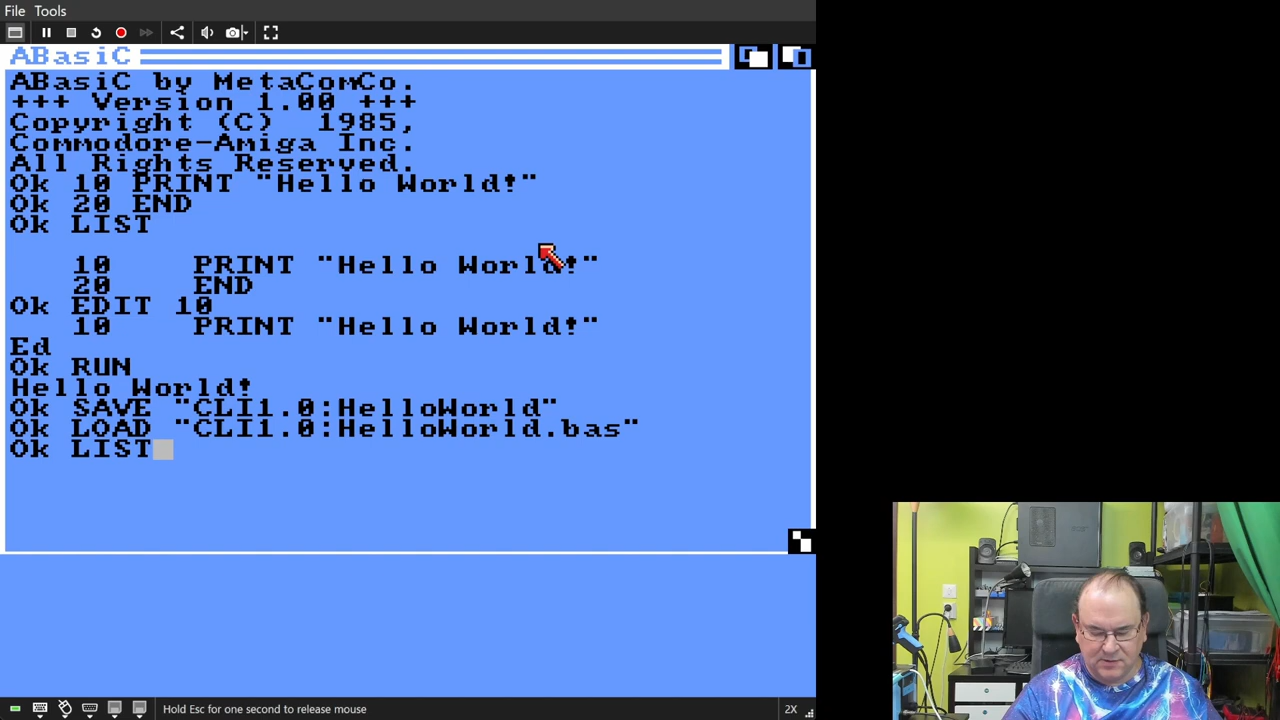 File Tools
ABasiC
ABasiC by MetaComCo.
+++ Version 1.00 +++
Copyright (C)  1985,
Commodore-Amiga Inc.
All Rights Reserved.
Ok 10 PRINT "Hello World!"
Ok 20 END
Ok LIST
10 PRINT "Hello World!"
20 END
Ok EDIT 10
10 PRINT "Hello World!"
Ed
Ok RUN
Hello World!
Ok SAVE "CLI1.0:HelloWorld"
Ok LOAD "CLI1.0:HelloWorld.bas"
Ok LIST
Hold Esc for one second to release mouse 2X